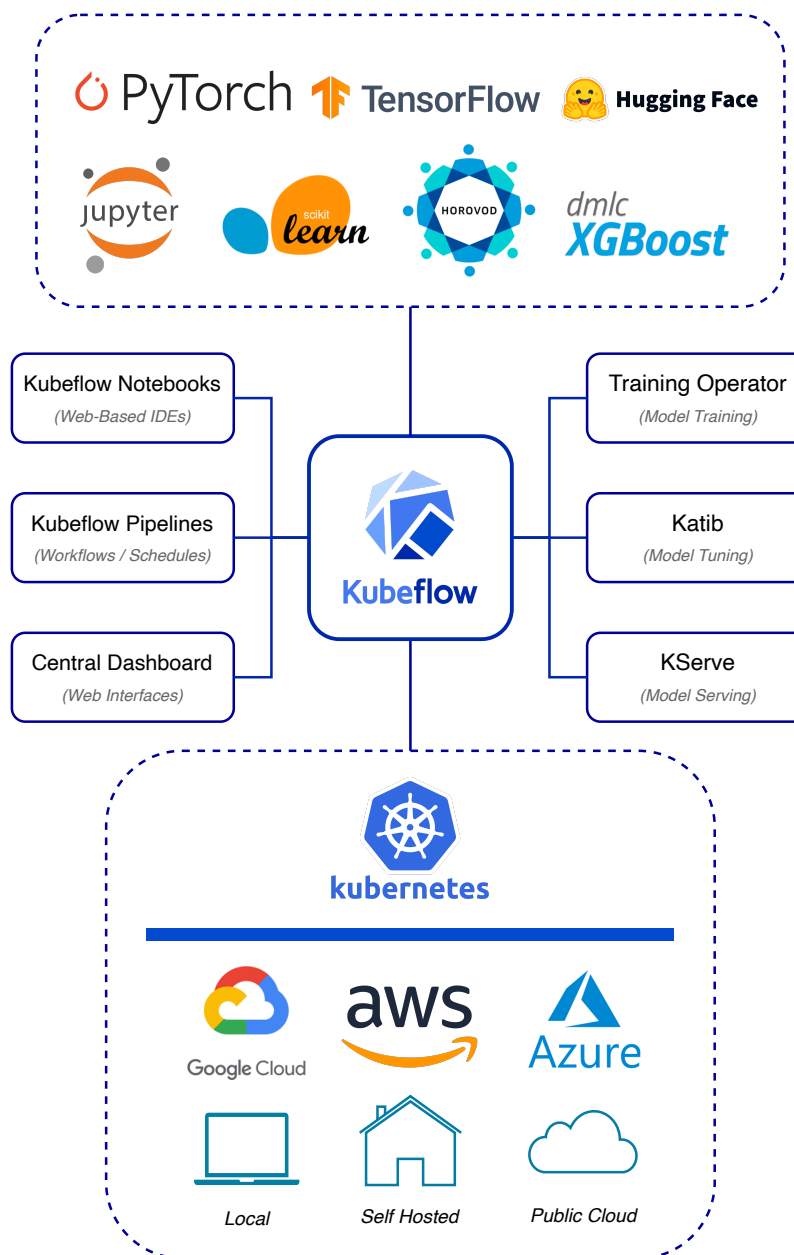 PyTorch
TensorFlow
Hugging Face
jupyter
scikit
learn
HOROVOD
dmlc
XGBoost
Kubeflow Notebooks
(Web-Based IDEs)
Training Operator
(Model Training)
Kubeflow Pipelines
(Workflows / Schedules)
Kubeflow
Katib
(Model Tuning)
Central Dashboard
(Web Interfaces)
KServe
(Model Serving)
kubernetes
Google Cloud
aws
Azure
Local
Self Hosted
Public Cloud